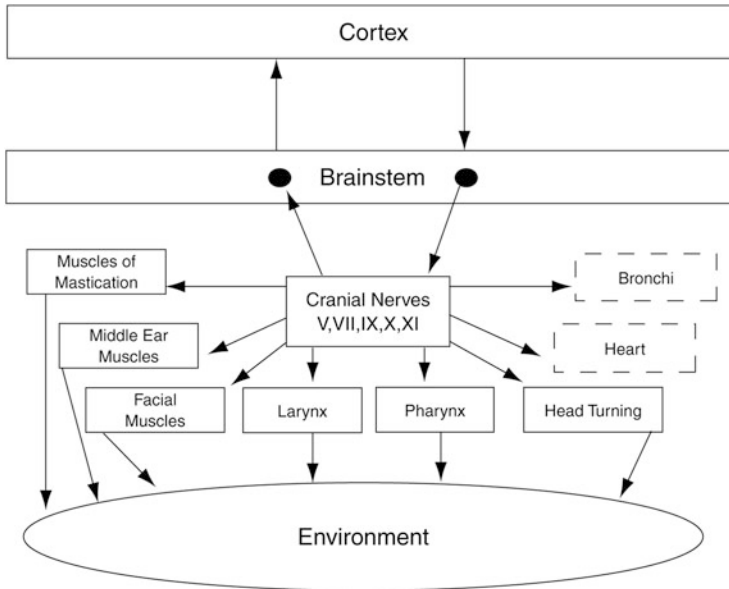 Cortex
Brainstem
Muscles of
Mastication
Cranial Nerves
V,VII,IX,X,XI
Bronchi
Middle Ear
Muscles
Heart
Facial
Muscles
Larynx
Pharynx
Head Turning
Environment